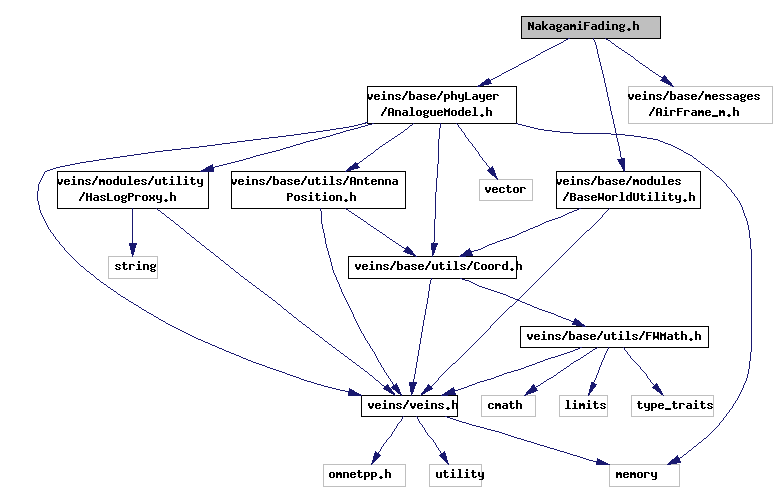 NakagamiFading.h
veins/base/phyLayer
/AnalogueModel.h
veins/base/messages
/AirFrame_m.h
veins/modules/utility
/HasLogProxy.h
veins/base/utils/Antenna
Position.h
vector
veins/base/modules
/BaseWorldUtility.h
string
veins/base/utils/Coord.h
veins/base/utils/FWMath.h
veins/veins.h
cmath
limits
type_traits
omnetpp.h
utility
memory